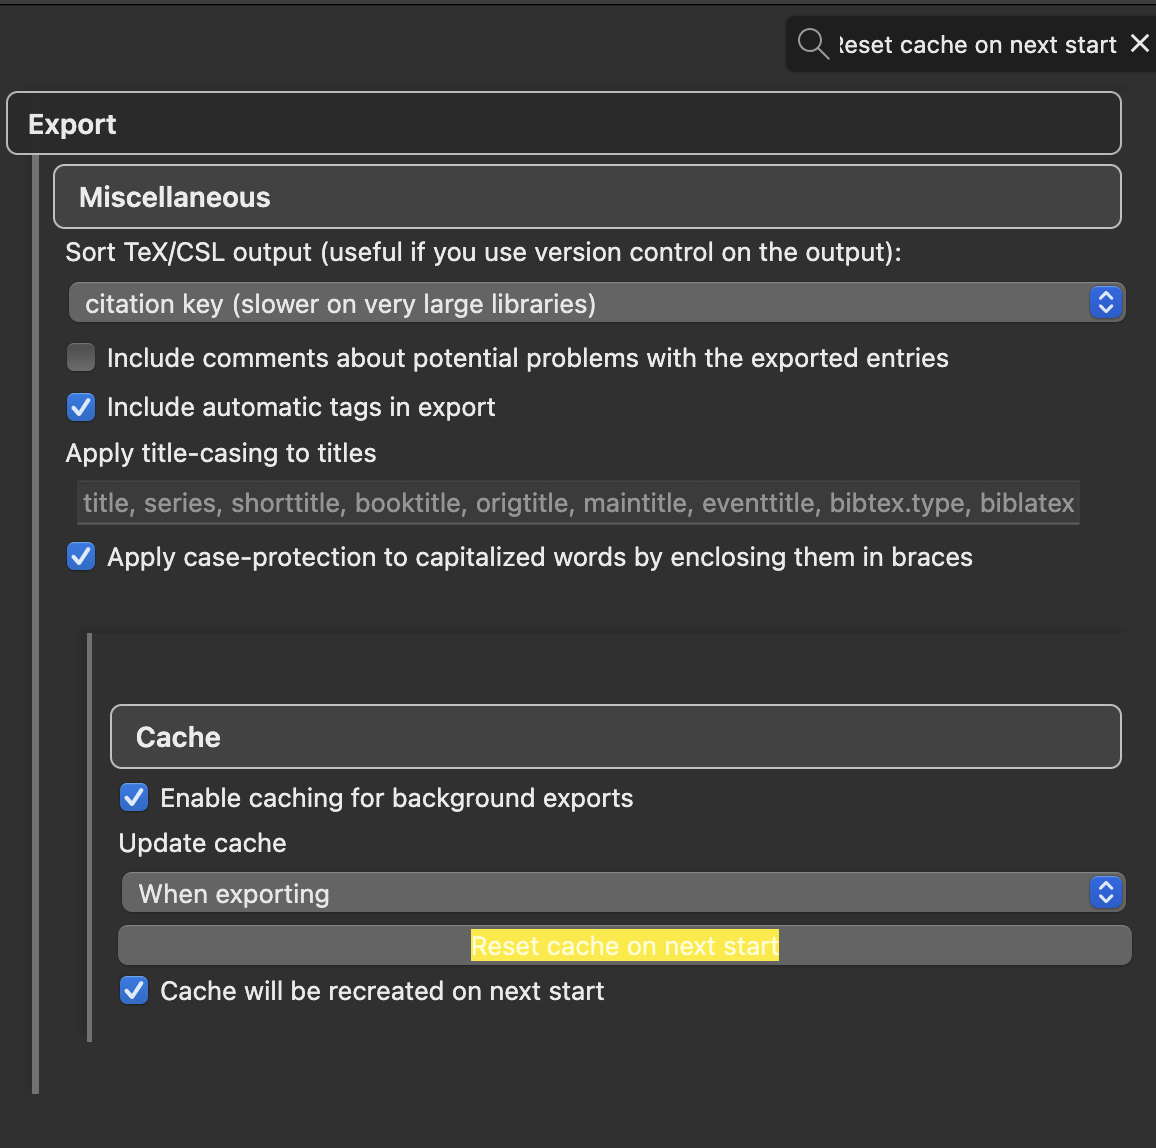 Reset cache on next start
Export
Miscellaneous
Sort TeX/CSL output (useful if you use version control on the output):
citation key (slower on very large libraries)
Include comments about potential problems with the exported entries
Include automatic tags in export
Apply title-casing to titles
title, series, shorttitle, booktitle, origtitle, maintitle, eventtitle, bibtex.type, biblatex
Apply case-protection to capitalized words by enclosing them in braces
Cache
Enable caching for background exports
Update cache
When exporting
Reset cache on next start
Cache will be recreated on next start